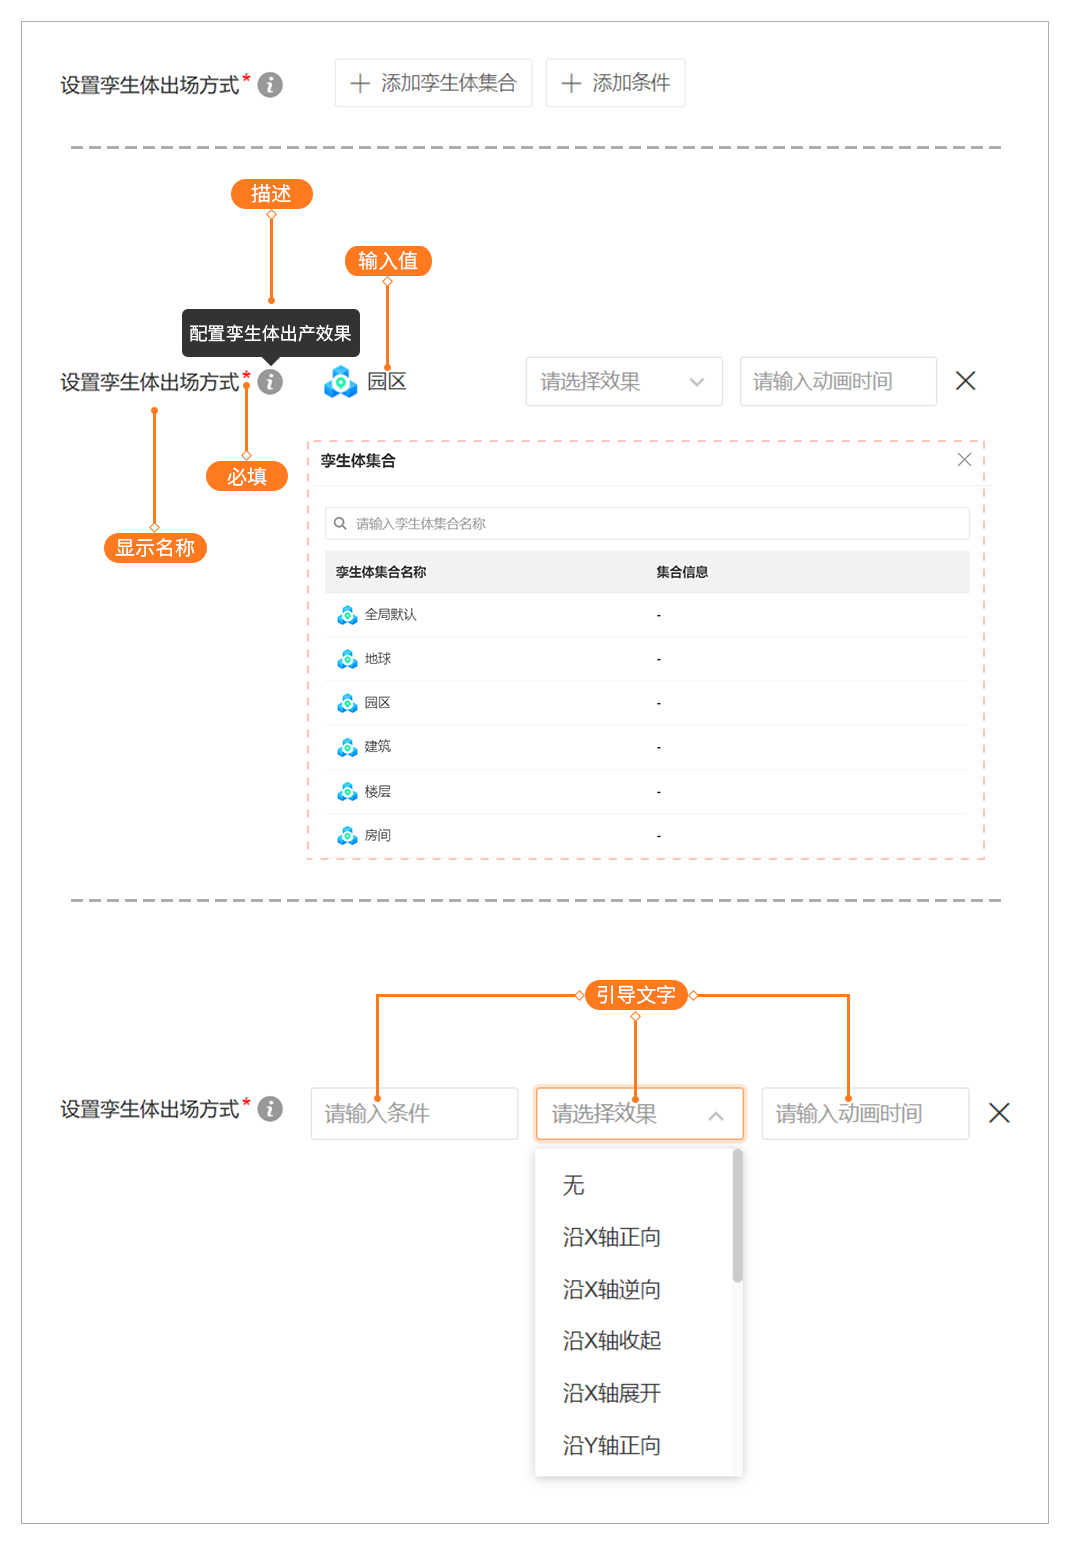 设置孪生体出场方式*
添加孪生体集合
添加条件
描述
输入值
配置孪生体出产效果
设置孪生体出场方式*
园区
请选择效果
请输入动画时间
必填
显示名称
孪生体集合
请输入孪生体集合名称
孪生体集合名称 集合信息
全局默认 -
地球 -
园区 -
建筑 -
楼层 -
房间 -
引导文字
设置孪生体出场方式*
请输入条件
请选择效果
请输入动画时间
无
沿X轴正向
沿X轴逆向
沿X轴收起
沿X轴展开
沿Y轴正向